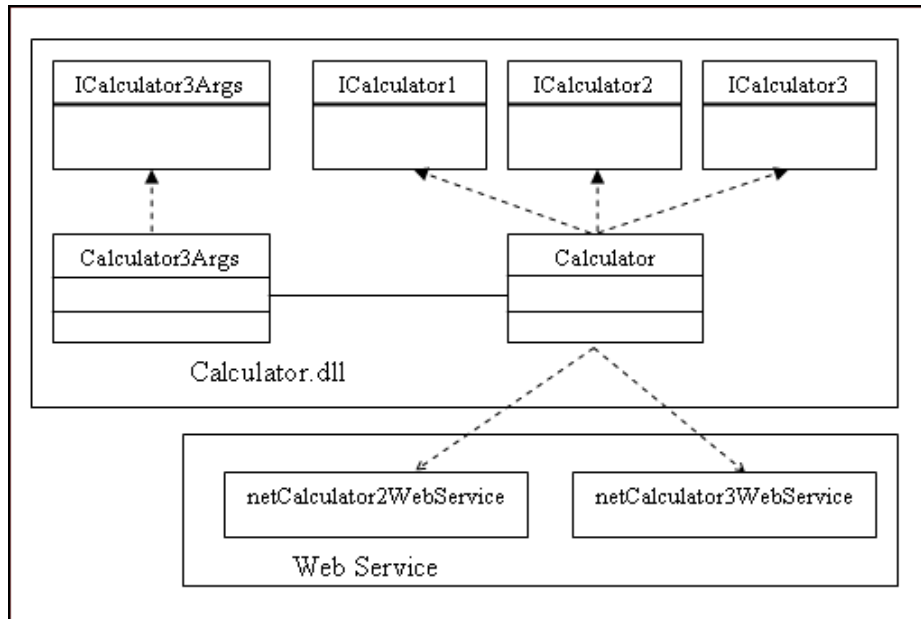 ICalculator3Args
ICalculator1
ICalculator2
ICalculator3
Calculator3Args
Calculator
Calculator.dll
netCalculator2WebService
netCalculator3WebService
Web Service